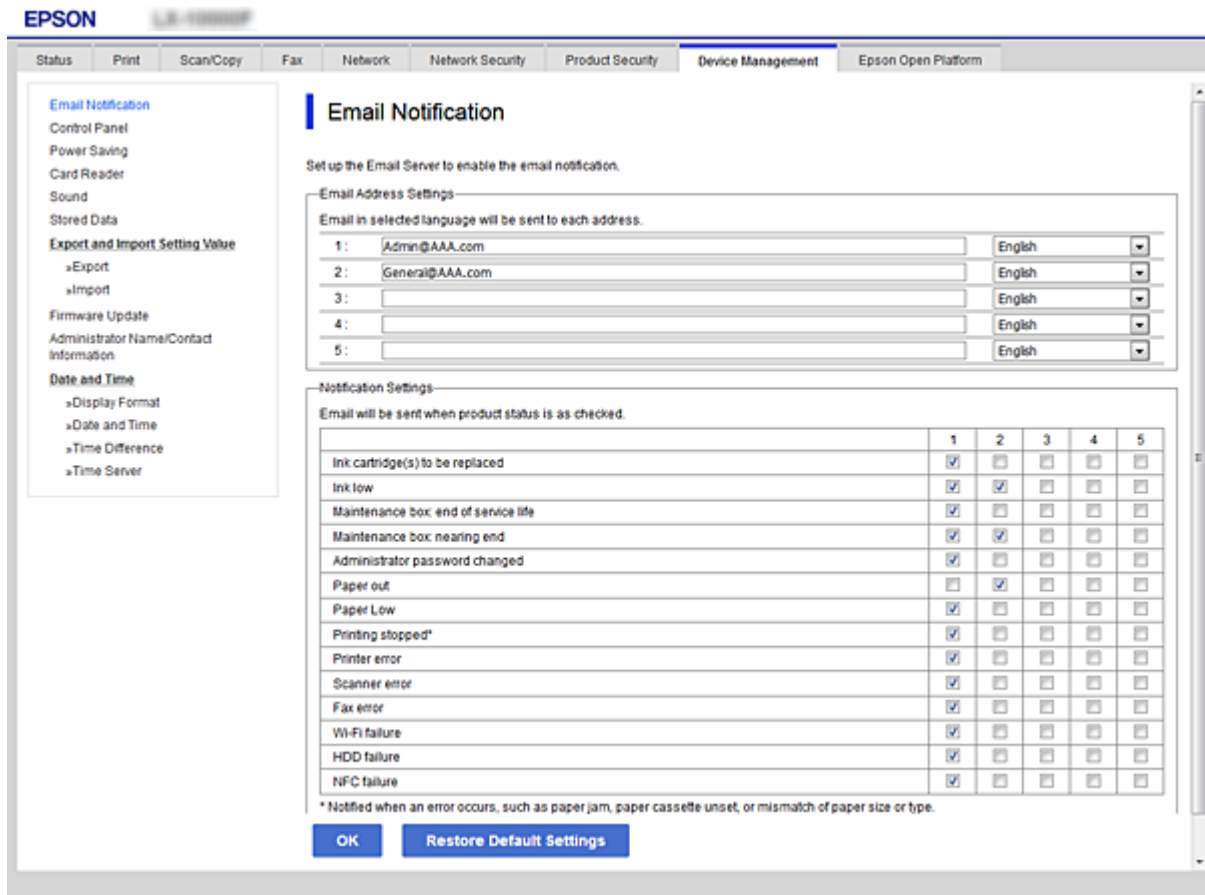 EPSON
Status Print Scan/Copy Fax Network Network Security Product Security Device Management Epson Open Platform
Email Notification
Control Panel
Power Saving
Card Reader
Sound
Stored Data
Export and Import Setting Value
»Export
»Import
Firmware Update
Administrator Name/Contact
Information
Date and Time
»Display Format
»Date and Time
»Time Difference
»Time Server
Email Notification
Set up the Email Server to enable the email notification.
Email Address Settings
Email in selected language will be sent to each address.
1 : Admin@AAA.com English
2 : General@AAA.com English
3 : English
4 : English
5 : English
Notification Settings
Email will be sent when product status is as checked.
1 2 3 4 5
Ink cartridge(s) to be replaced
Ink low
Maintenance box: end of service life
Maintenance box: nearing end
Administrator password changed
Paper out
Paper Low
Printing stopped*
Printer error
Scanner error
Fax error
Wi-Fi failure
HDD failure
NFC failure
* Notified when an error occurs, such as paper jam, paper cassette unset, or mismatch of paper size or type.
OK Restore Default Settings